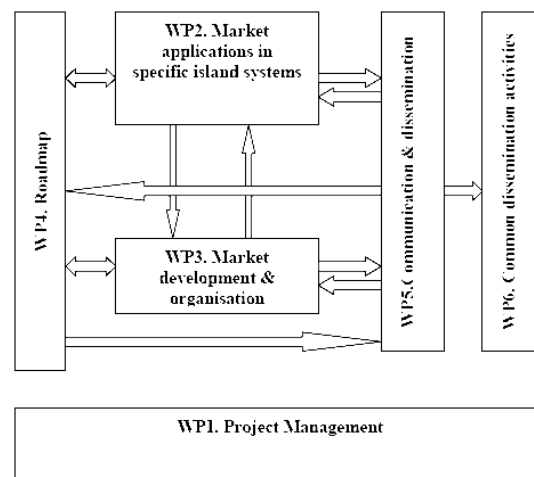 WP2. Market
applications in
specific island systems
WP4. Roadmap
WP3. Market
development &
organisation
WP5.Communication & dissemination
WP6. Common dissemination activities
WP1. Project Management